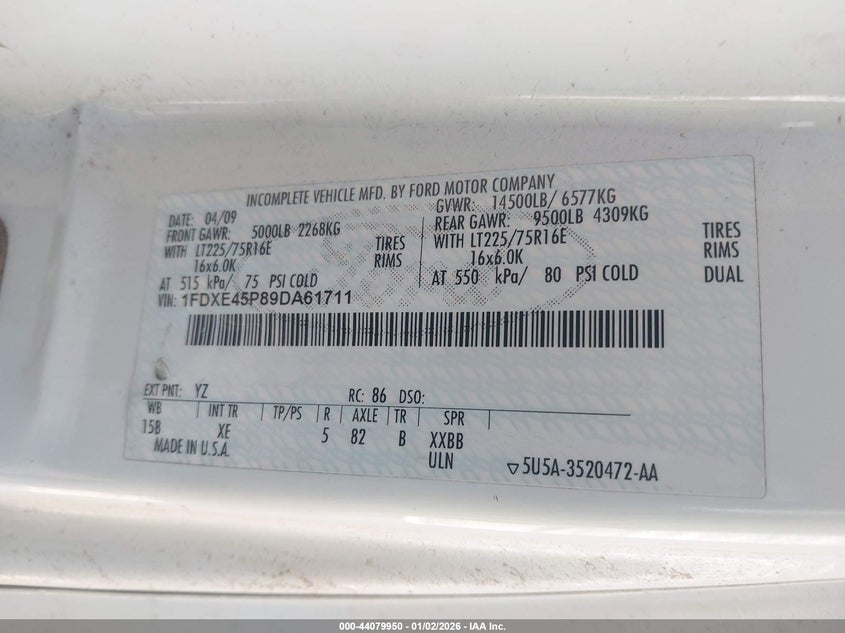 INCOMPLETE VEHICLE MFD. BY FORD MOTOR COMPANY
DATE: 04/09 GVWR: 14500LB/ 6577KG
FRONT GAWR: 5000LB 2268KG REAR GAWR: 9500LB 4309KG
WITH LT225/75R16E TIRES WITH LT225/75R16E TIRES
16x6.0K RIMS 16x6.0K RIMS
AT 515 kPa/ 75 PSI COLD AT 550 kPa/ 80 PSI COLD DUAL
VIN: 1FDXE45P89DA61711
EXT PNT: YZ RC: 86 DSO:
WB INT TR TP/PS R AXLE TR SPR
158 XE 5 82 B XXBB
MADE IN U.S.A. ULN ▽5U5A-3520472-AA
000-44079950 - 01/02/2026 - IAA Inc.